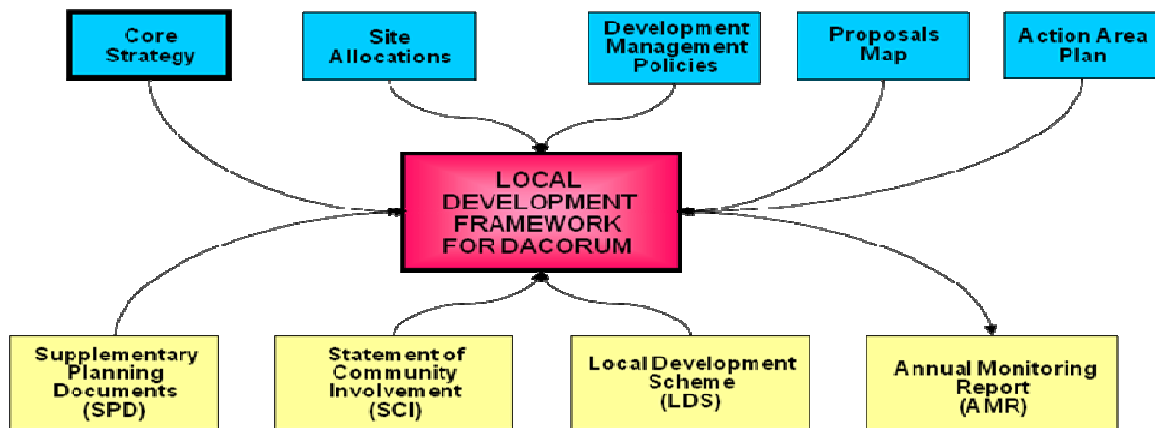 Core
Strategy
Site
Allocations
Development
Management
Policies
Proposals
Map
Action Area
Plan
LOCAL
DEVELOPMENT
FRAMEWORK
FOR DACORUM
Supplementary
Planning
Documents
(SPD)
Statement of
Community
Involvement
(SCI)
Local Development
Scheme
(LDS)
Annual Monitoring
Report
(AMR)